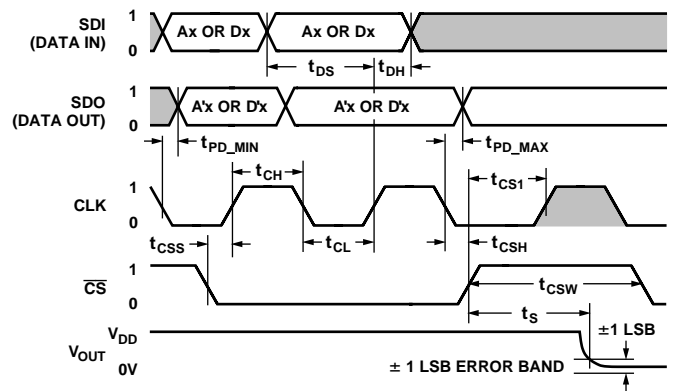 SDI
(DATA IN)
1
0
Ax OR Dx
Ax OR Dx
tDS
tDH
SDO
(DATA OUT)
1
0
A'x OR D'x
A'x OR D'x
tPD_MIN
tPD_MAX
tCH
tCS1
CLK
1
0
tCSS
tCL
tCSH
CS
1
0
tCSW
tS
VOUT
VDD
0V
±1 LSB
± 1 LSB ERROR BAND